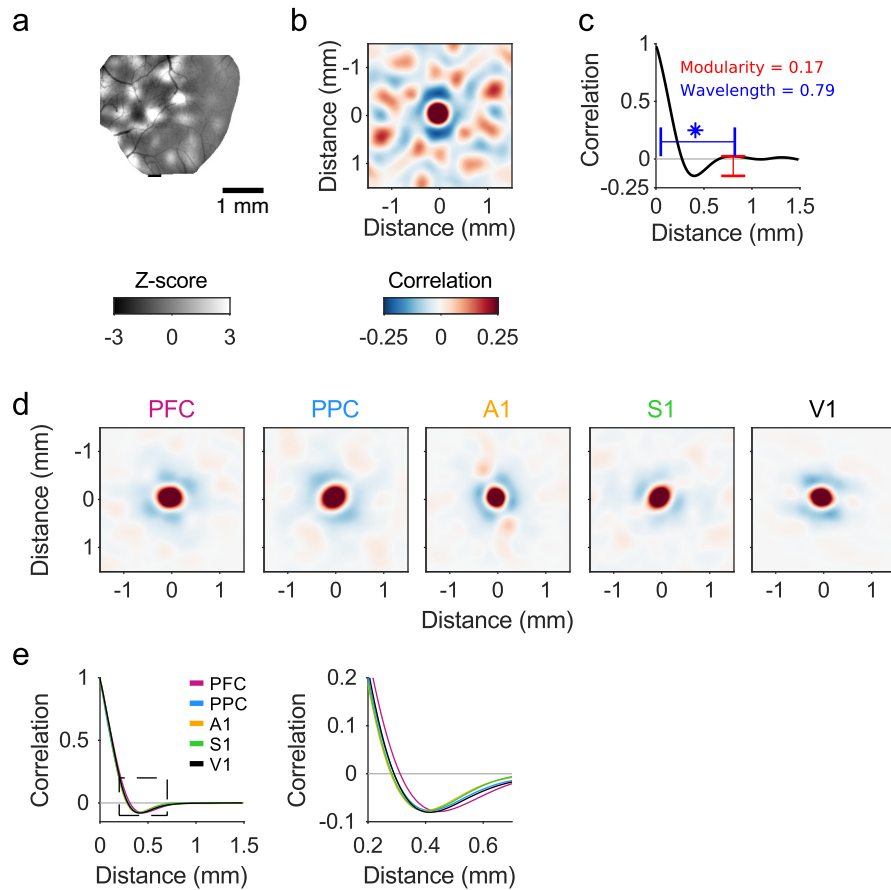 a
1 mm
Z-score
-3 0 3
b
Distance (mm)
-1
0
1
-1 0 1
Distance (mm)
Correlation
-0.25 0 0.25
c
Correlation
1
0.5
0
-0.25
Modularity = 0.17
Wavelength = 0.79
*
0 0.5 1 1.5
Distance (mm)
d
PFC PPC A1 S1 V1
Distance (mm)
-1
0
1
-1 0 1 -1 0 1 -1 0 1 -1 0 1 -1 0 1
Distance (mm)
e
Correlation
1
0.5
0
PFC
PPC
A1
S1
V1
0 0.5 1 1.5
Distance (mm)
Correlation
0.2
0.1
0
-0.1
0.2 0.4 0.6
Distance (mm)